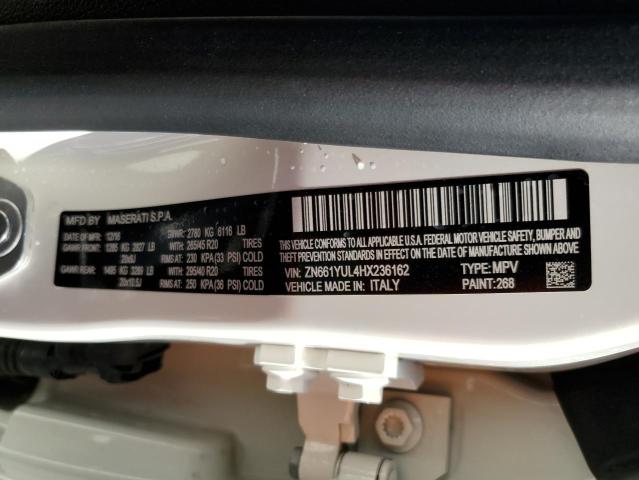 MFD BY MASERATI S.P.A.
DATE OF MFR: 12/16 GVWR: 2780 KG 6116 LB
GAWR FRONT: 1285 KG 2827 LB WITH 265/45 R20 TIRES
20x9J RIMS AT: 230 KPA (33 PSI) COLD
GAWR REAR: 1495 KG 3289 LB WITH 295/40 R20 TIRES
20x10.5J RIMS AT: 250 KPA (36 PSI) COLD
THIS VEHICLE CONFORMS TO ALL APPLICABLE U.S.A. FEDERAL MOTOR VEHICLE SAFETY, BUMPER AND
THEFT PREVENTION STANDARDS IN EFFECT ON THE DATE OF MANUFACTURE SHOWN ABOVE
VIN: ZN661YUL4HX236162 TYPE: MPV
VEHICLE MADE IN: ITALY PAINT: 268